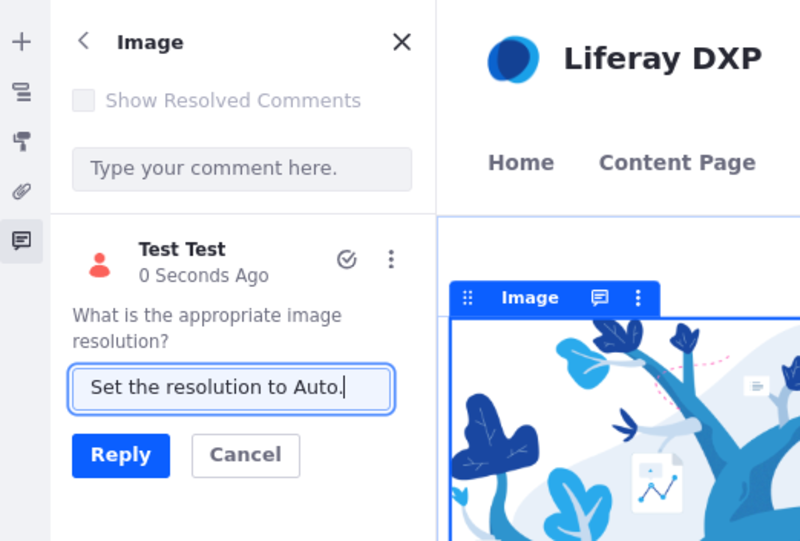 Image
Show Resolved Comments
Type your comment here.
Test Test
0 Seconds Ago
What is the appropriate image
resolution?
Set the resolution to Auto.
Reply
Cancel
Liferay DXP
Home
Content Page
Image